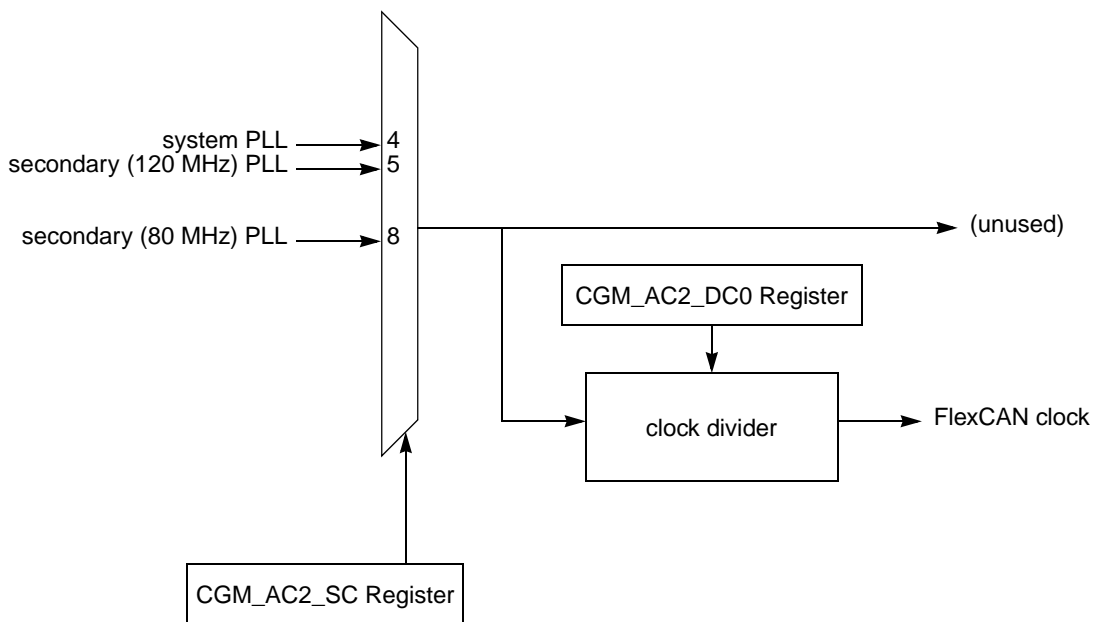 system PLL
4
secondary (120 MHz) PLL
5
secondary (80 MHz) PLL
8
(unused)
CGM_AC2_DC0 Register
clock divider
FlexCAN clock
CGM_AC2_SC Register